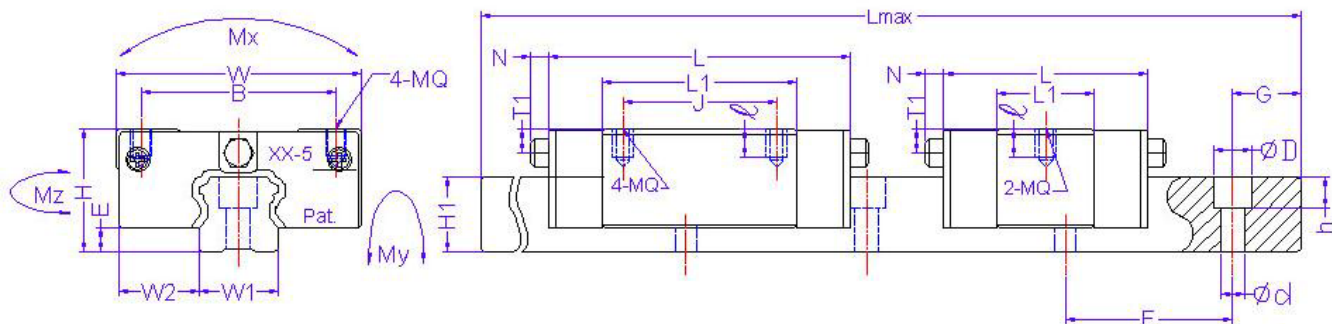 Mx
W
B
4-MQ
XX-5
Mz
H
E
Pat.
My
W2
W1
Lmax
N
L
L1
J
T1
ℓ
4-MQ
H1
N
L
L1
T1
ℓ
2-MQ
G
ØD
h
Ød
F